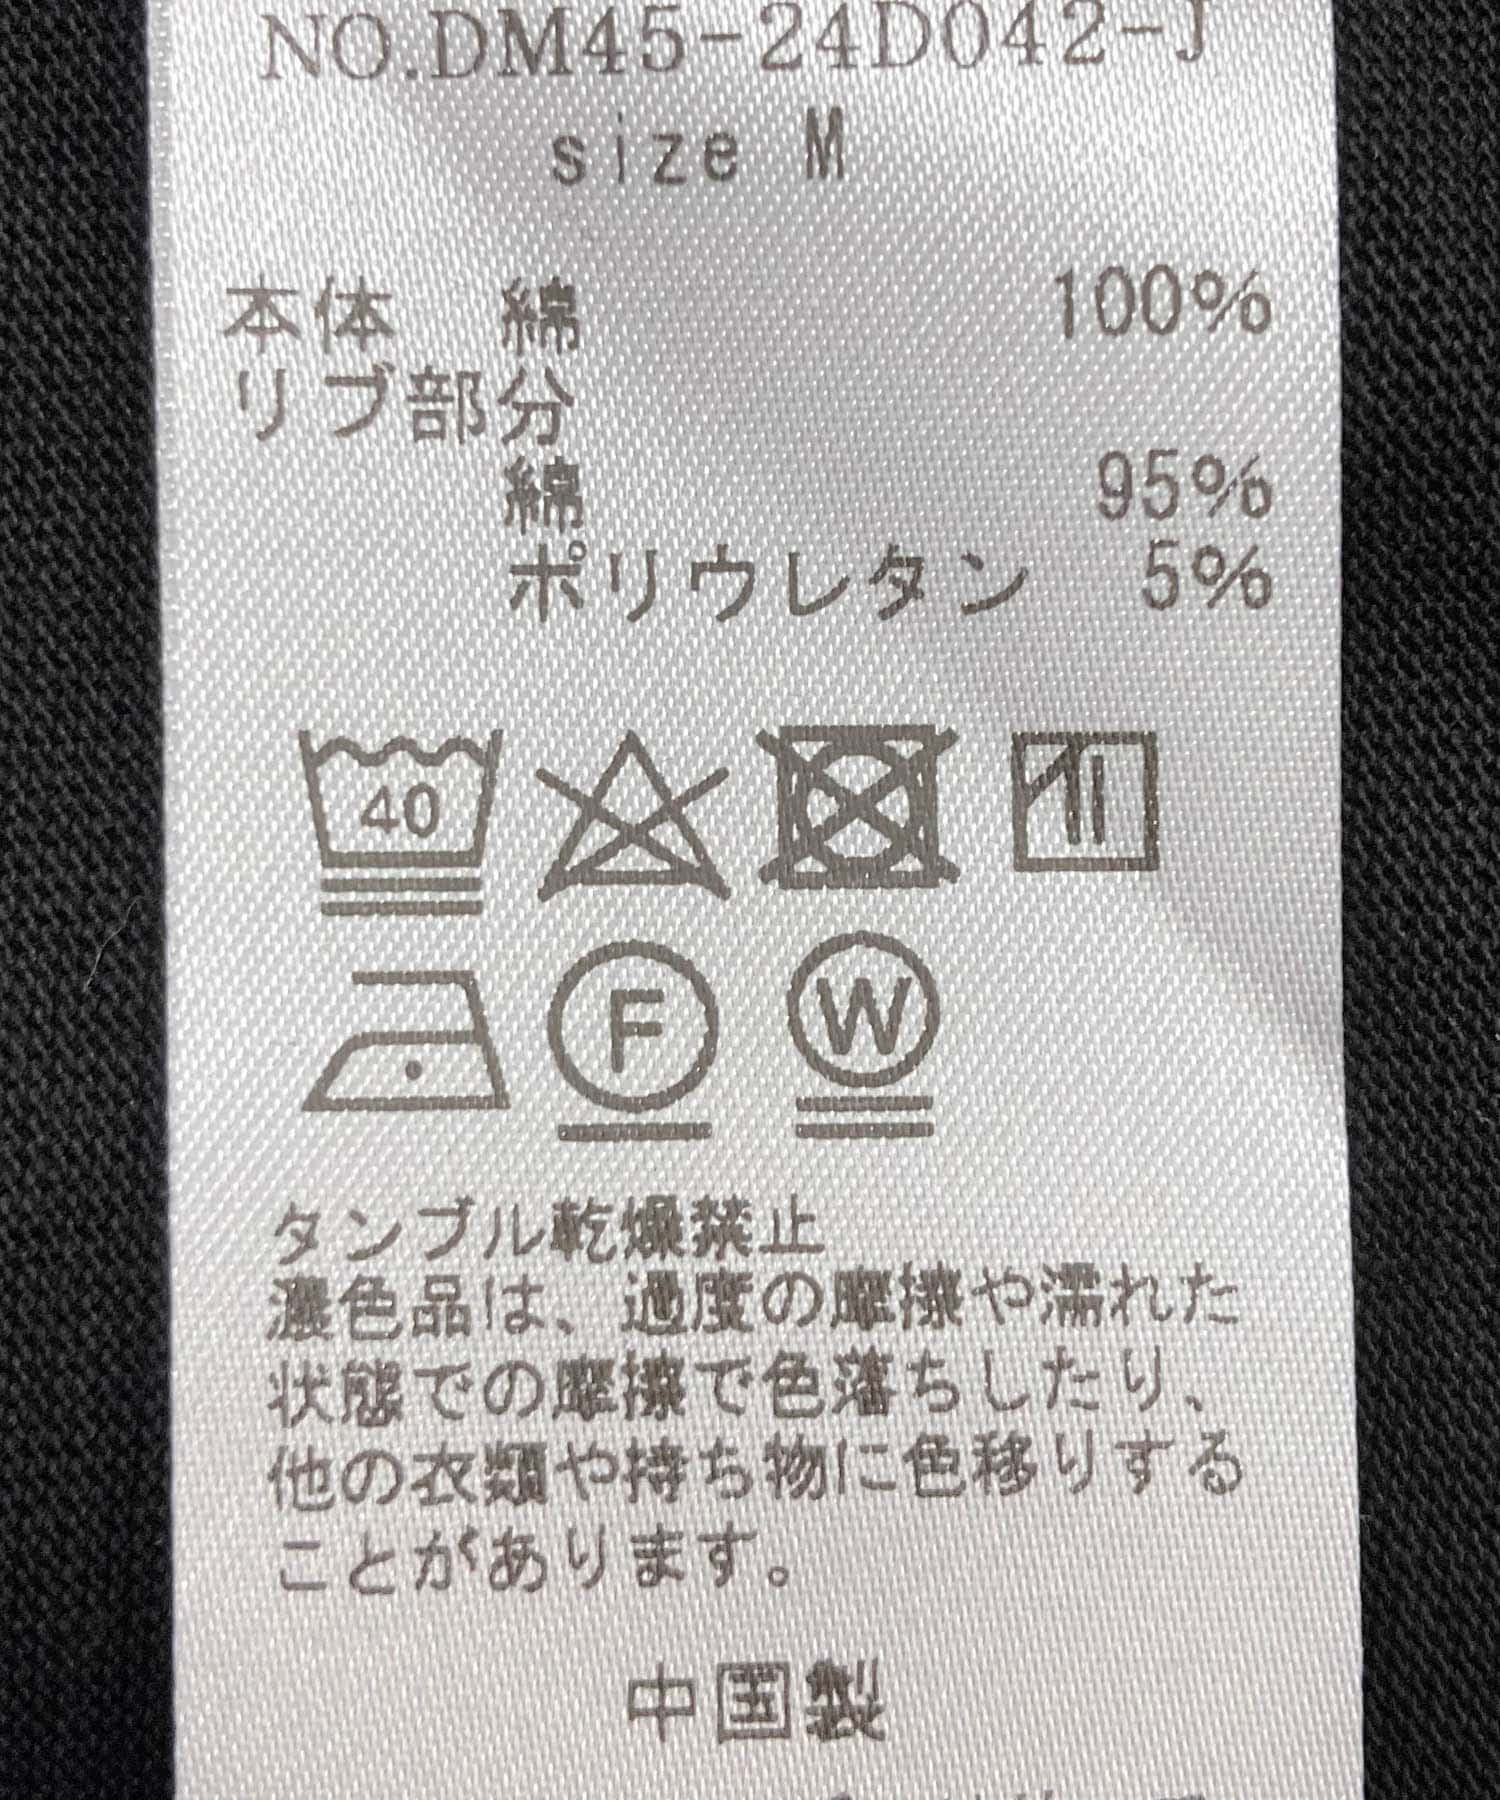 NO.DM45-24D042-J
size M
本体 綿 100%
リブ部分
綿 95%
ポリウレタン 5%
40
F W
タンブル乾燥禁止
濃色品は、過度の摩擦や濡れた
状態での摩擦で色落ちしたり、
他の衣類や持ち物に色移りする
ことがあります。
中国製